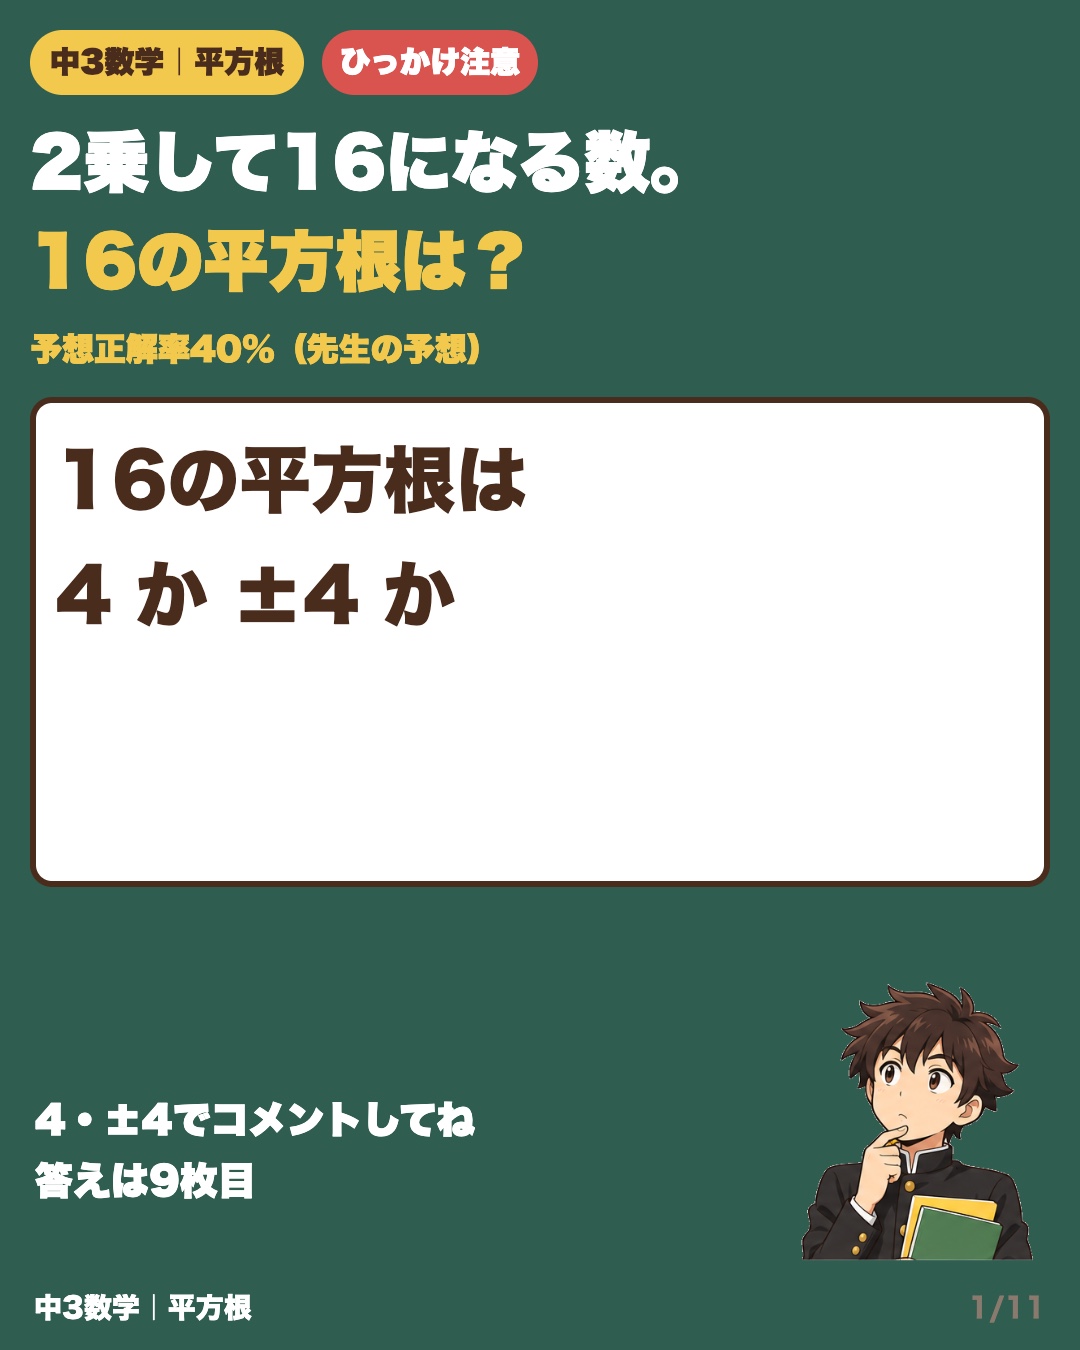 中3数学｜平方根
ひっかけ注意
2乗して16になる数。
16の平方根は？
予想正解率40%（先生の予想）
16の平方根は
4 か ±4 か
4・±4でコメントしてね
答えは9枚目
中3数学｜平方根
1/11